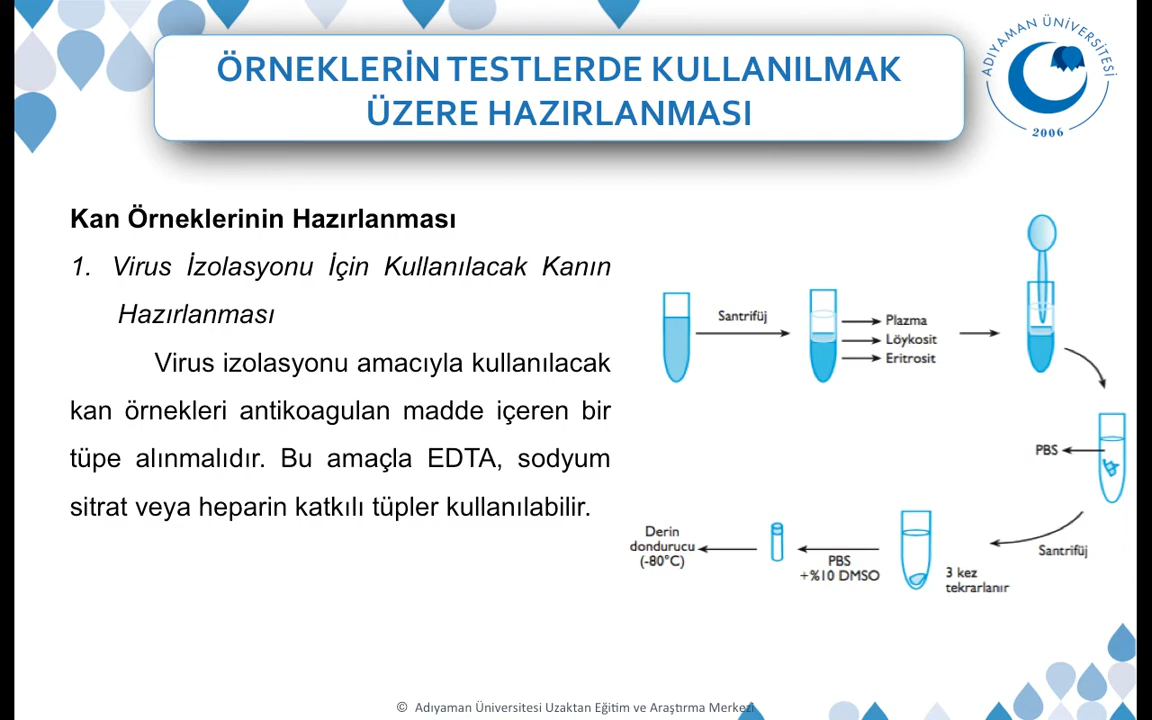 ÖRNEKLERİN TESTLERDE KULLANILMAK
ÜZERE HAZIRLANMASI
ADIYAMAN ÜNİVERSİTESİ
2006
Kan Örneklerinin Hazırlanması
1. Virus İzolasyonu İçin Kullanılacak Kanın
Hazırlanması
Virus izolasyonu amacıyla kullanılacak
kan örnekleri antikoagulan madde içeren bir
tüpe alınmalıdır. Bu amaçla EDTA, sodyum
sitrat veya heparin katkılı tüpler kullanılabilir.
Santrifüj
Plazma
Löykosit
Eritrosit
PBS
Santrifüj
3 kez
tekrarlanır
PBS
+%10 DMSO
Derin
dondurucu
(-80°C)
© Adıyaman Üniversitesi Uzaktan Eğitim ve Araştırma Merkezi